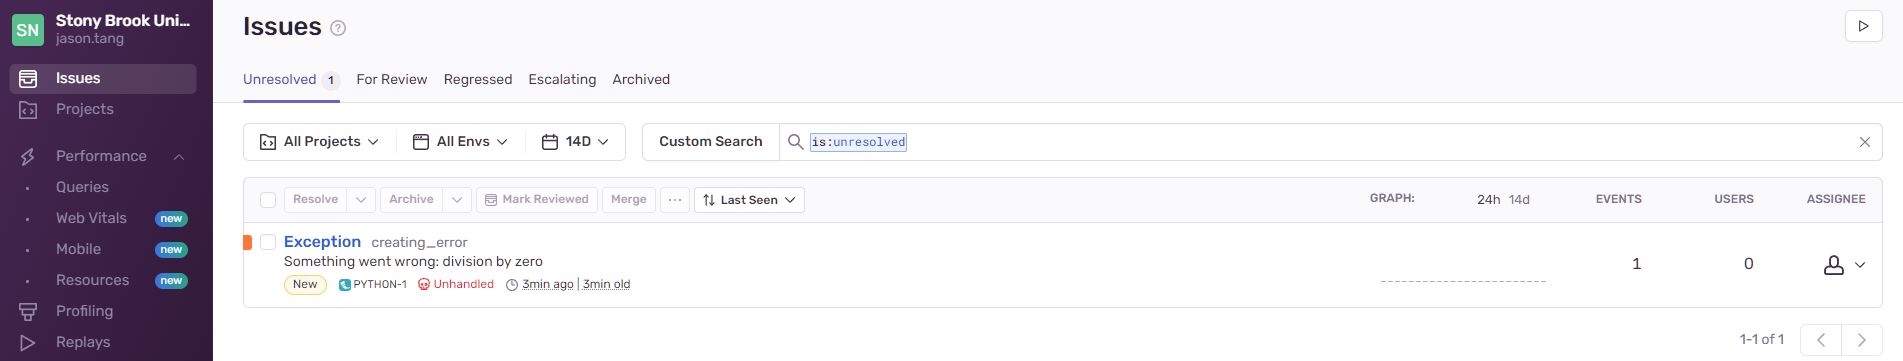 SN
Stony Brook Uni...
jason.tang
Issues
Projects
Performance
Queries
Web Vitals new
Mobile new
Resources new
Profiling
Replays
Issues ?
Unresolved 1 For Review Regressed Escalating Archived
All Projects All Envs 14D Custom Search is:unresolved
Resolve Archive Mark Reviewed Merge ... Last Seen GRAPH: 24h 14d EVENTS USERS ASSIGNEE
Exception creating_error
Something went wrong: division by zero
1 0
New PYTHON-1 Unhandled 3min ago | 3min old
1-1 of 1